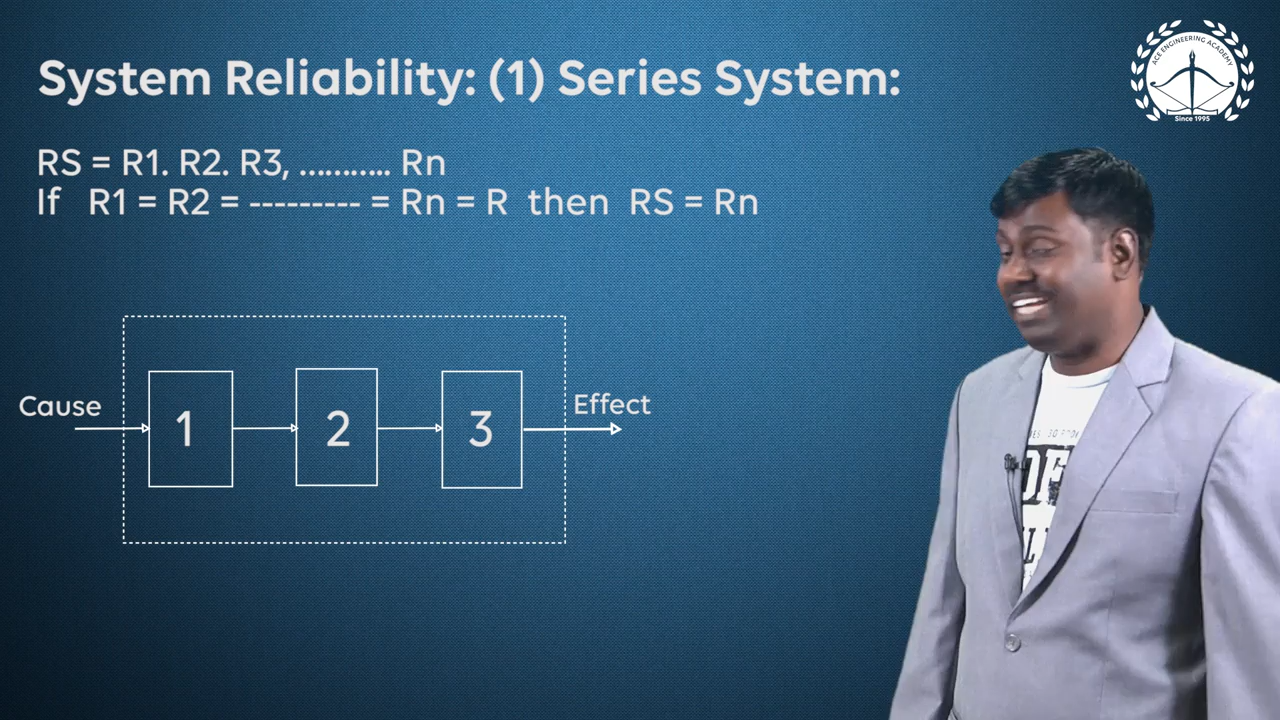 System Reliability: (1) Series System:
ACE ENGINEERING ACADEMY
Since 1995
RS = R1. R2. R3, ........... Rn
If R1 = R2 = --------- = Rn = R then RS = Rn
Cause
1
2
3
Effect